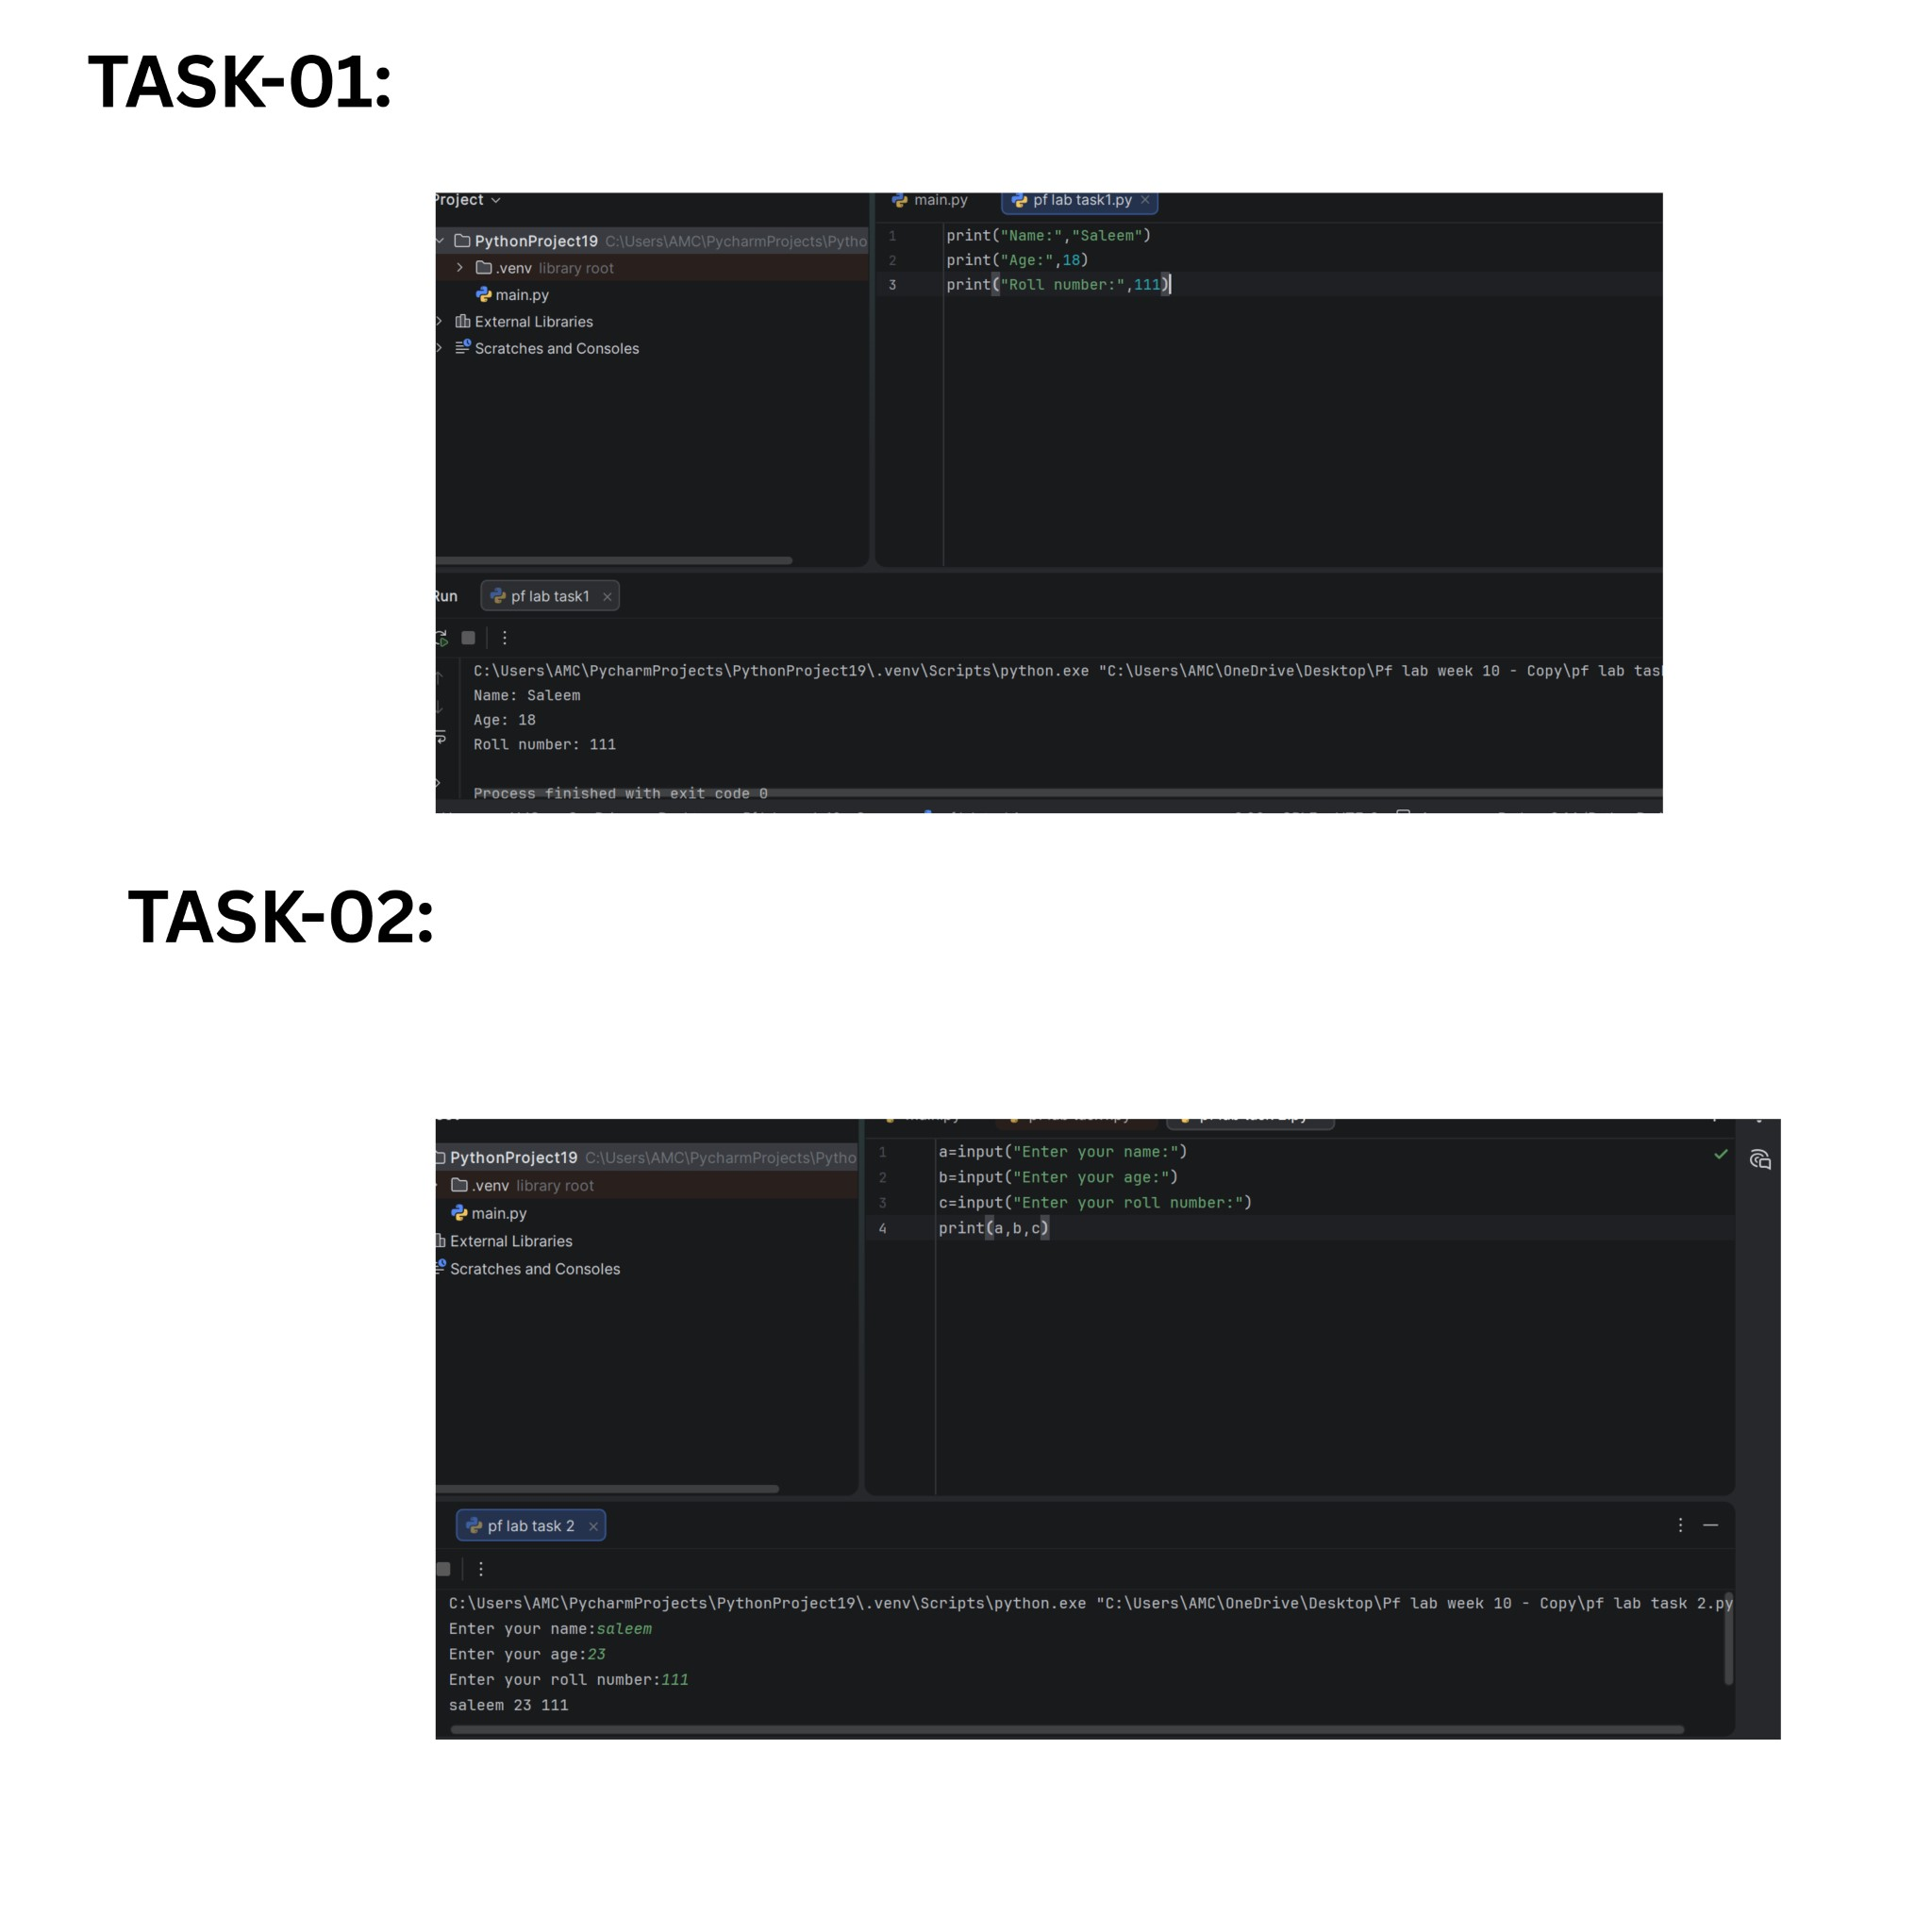 TASK-01:
Project
main.py
pf lab task1.py
PythonProject19 C:\Users\AMC\PycharmProjects\Pytho
.venv library root
main.py
External Libraries
Scratches and Consoles
1 print("Name:","Saleem")
2 print("Age:",18)
3 print("Roll number:",111)
Run
pf lab task1
C:\Users\AMC\PycharmProjects\PythonProject19\.venv\Scripts\python.exe "C:\Users\AMC\OneDrive\Desktop\Pf lab week 10 - Copy\pf lab tas
Name: Saleem
Age: 18
Roll number: 111
Process finished with exit code 0
TASK-02:
PythonProject19 C:\Users\AMC\PycharmProjects\Pytho
.venv library root
main.py
External Libraries
Scratches and Consoles
1 a=input("Enter your name:")
2 b=input("Enter your age:")
3 c=input("Enter your roll number:")
4 print(a,b,c)
pf lab task 2
C:\Users\AMC\PycharmProjects\PythonProject19\.venv\Scripts\python.exe "C:\Users\AMC\OneDrive\Desktop\Pf lab week 10 - Copy\pf lab task 2.py
Enter your name:saleem
Enter your age:23
Enter your roll number:111
saleem 23 111